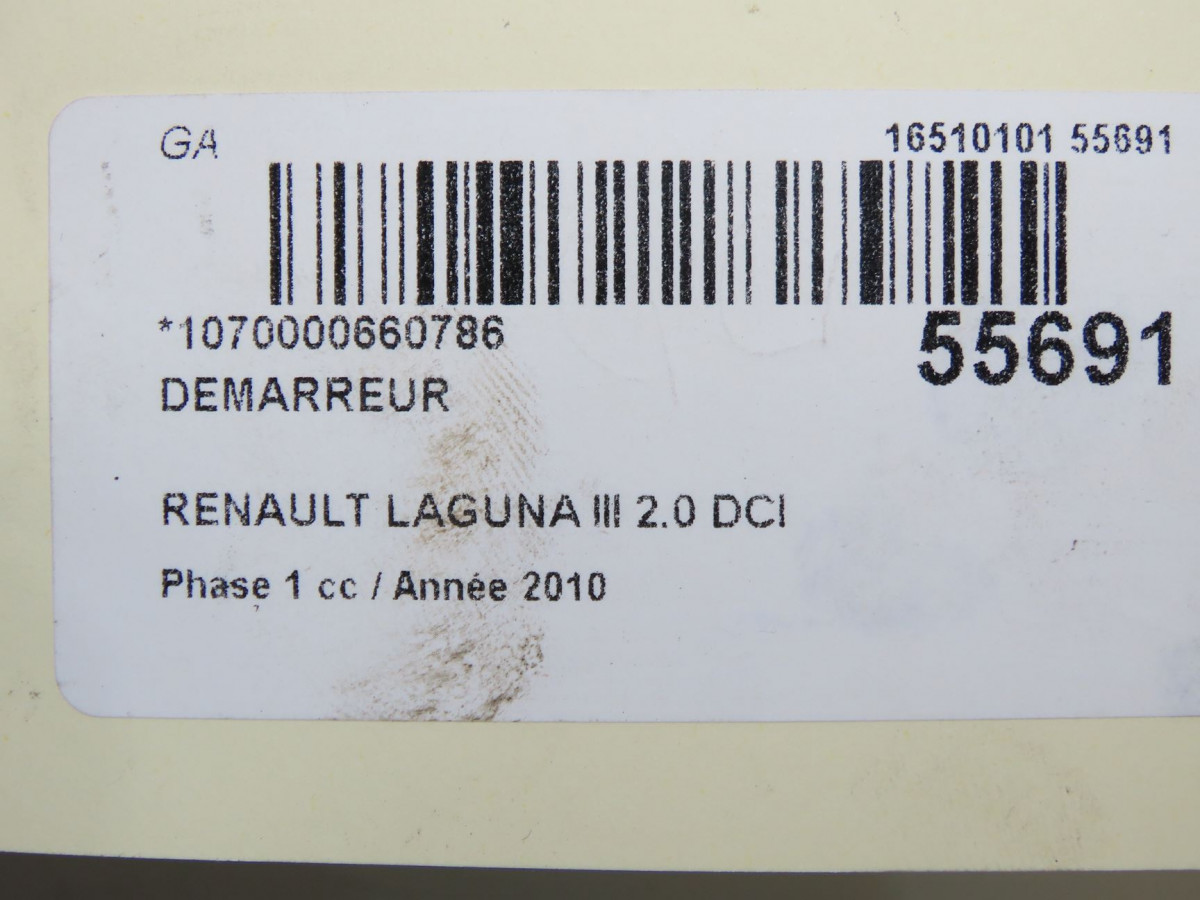 GA
16510101 55691
*1070000660786
55691
DEMARREUR
RENAULT LAGUNA III 2.0 DCI
Phase 1 cc / Année 2010